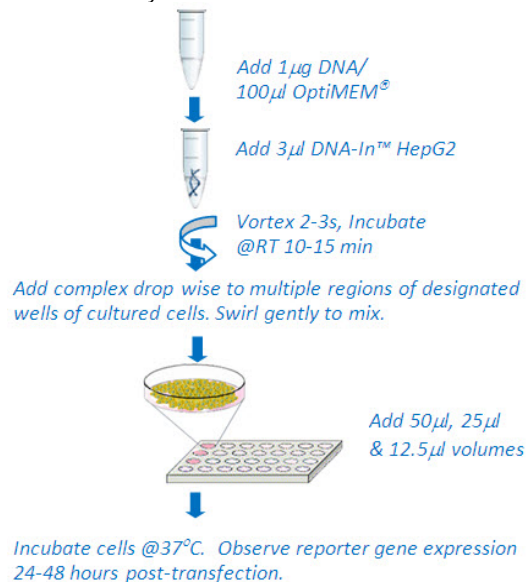 Add 1µg DNA/
100µl OptiMEM®
Add 3µl DNA-In™ HepG2
Vortex 2-3s, Incubate
@RT 10-15 min
Add complex drop wise to multiple regions of designated
wells of cultured cells. Swirl gently to mix.
Add 50µl, 25µl
& 12.5µl volumes
Incubate cells @37⁰C.  Observe reporter gene expression
24-48 hours post-transfection.